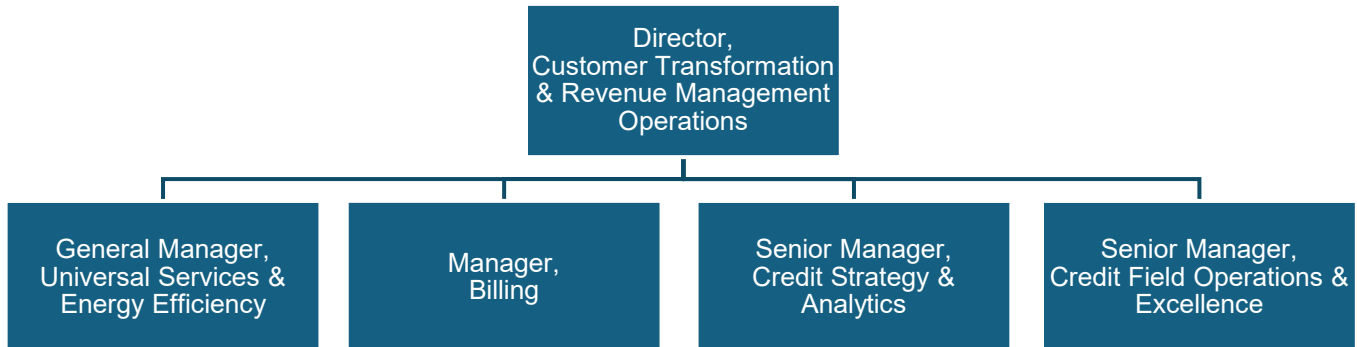 Director,
Customer Transformation
& Revenue Management
Operations
General Manager,
Universal Services &
Energy Efficiency
Manager,
Billing
Senior Manager,
Credit Strategy &
Analytics
Senior Manager,
Credit Field Operations &
Excellence